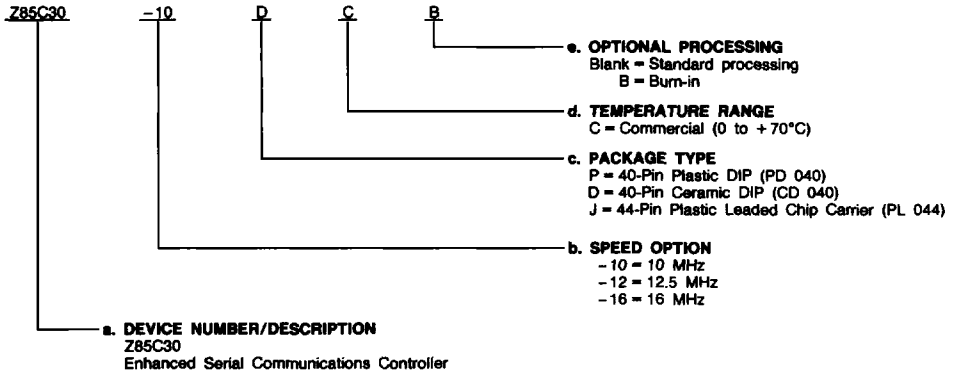 Z85C30 -10 D C B
e. OPTIONAL PROCESSING
Blank = Standard processing
B = Burn-in
d. TEMPERATURE RANGE
C = Commercial (0 to +70°C)
c. PACKAGE TYPE
P = 40-Pin Plastic DIP (PD 040)
D = 40-Pin Ceramic DIP (CD 040)
J = 44-Pin Plastic Leaded Chip Carrier (PL 044)
b. SPEED OPTION
-10 = 10 MHz
-12 = 12.5 MHz
-16 = 16 MHz
a. DEVICE NUMBER/DESCRIPTION
Z85C30
Enhanced Serial Communications Controller